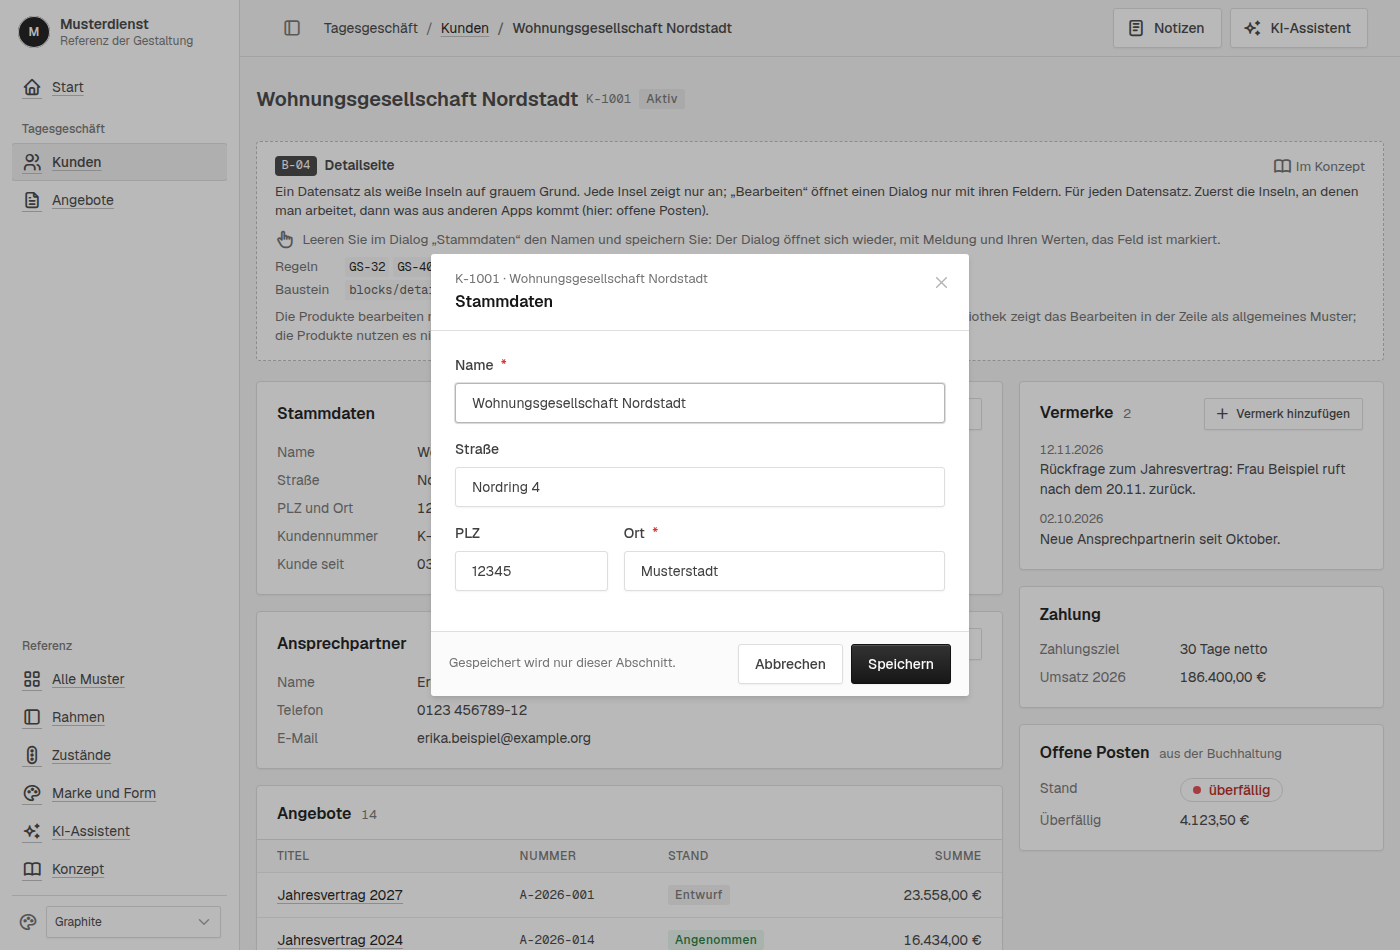 M
Musterdienst
Referenz der Gestaltung
Start
Tagesgeschäft
Kunden
Angebote
Referenz
Alle Muster
Rahmen
Zustände
Marke und Form
KI-Assistent
Konzept
Graphite
Tagesgeschäft / Kunden / Wohnungsgesellschaft Nordstadt
Notizen
KI-Assistent
Wohnungsgesellschaft Nordstadt K-1001 Aktiv
B-04 Detailseite
Im Konzept
Ein Datensatz als weiße Inseln auf grauem Grund. Jede Insel zeigt nur an; „Bearbeiten“ öffnet einen Dialog nur mit ihren Feldern. Für jeden Datensatz. Zuerst die Inseln, an denen
man arbeitet, dann was aus anderen Apps kommt (hier: offene Posten).
Leeren Sie im Dialog „Stammdaten“ den Namen und speichern Sie: Der Dialog öffnet sich wieder, mit Meldung und Ihren Werten, das Feld ist markiert.
Regeln GS-32
Baustein
Die Produkte bearbeiten zeigt das Bearbeiten in der Zeile als allgemeines Muster;
die Produkte nutzen es
K-1001 · Wohnungsgesellschaft Nordstadt
Stammdaten
Name *
Wohnungsgesellschaft Nordstadt
Straße
Nordring 4
PLZ
Ort *
12345
Musterstadt
Gespeichert wird nur dieser Abschnitt.
Abbrechen
Speichern
Stammdaten
Name
Straße
PLZ und Ort
Kundennummer
Kunde seit
Ansprechpartner
Name
Telefon 0123 456789-12
E-Mail erika.beispiel@example.org
Angebote 14
TITEL NUMMER STAND SUMME
Jahresvertrag 2027 A-2026-001 Entwurf 23.558,00 €
Jahresvertrag 2024 A-2026-014 Angenommen 16.434,00 €
Vermerke 2
Vermerk hinzufügen
12.11.2026
Rückfrage zum Jahresvertrag: Frau Beispiel ruft
nach dem 20.11. zurück.
02.10.2026
Neue Ansprechpartnerin seit Oktober.
Zahlung
Zahlungsziel 30 Tage netto
Umsatz 2026 186.400,00 €
Offene Posten aus der Buchhaltung
Stand überfällig
Überfällig 4.123,50 €